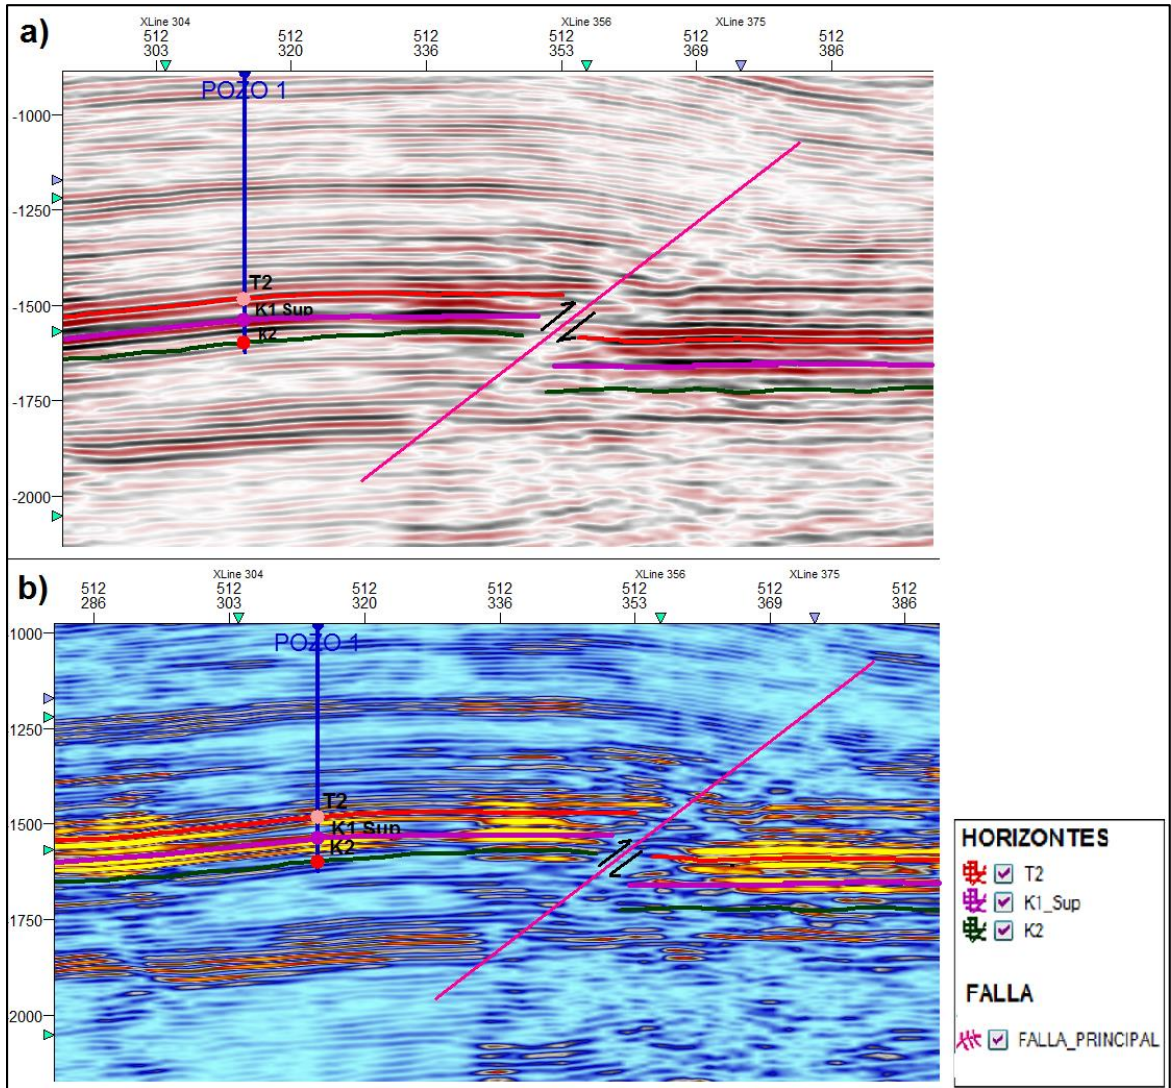 a)
XLine 304 XLine 356 XLine 375
512 512 512 512 512 512
303 320 336 353 369 386
POZO 1
-1000
-1250
T2
-1500
K1 Sup
K2
-1750
-2000
b)
XLine 304 XLine 356 XLine 375
512 512 512 512 512 512 512
286 303 320 336 353 369 386
1000
POZO 1
1250
T2
1500
K1 Sup
K2
1750
2000
HORIZONTES
T2
K1_Sup
K2
FALLA
FALLA_PRINCIPAL